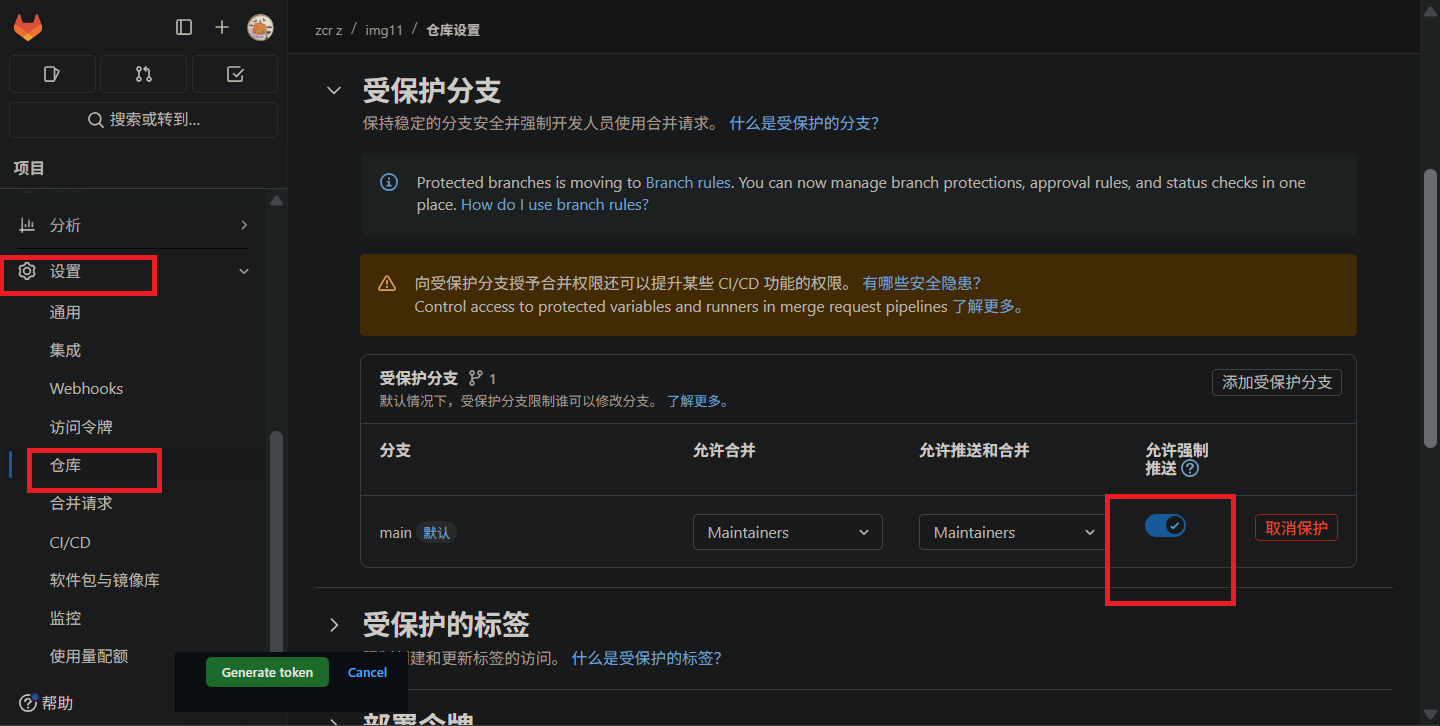 搜索或转到...
项目
分析
设置
通用
集成
Webhooks
访问令牌
仓库
合并请求
CI/CD
软件包与镜像库
监控
使用量配额
帮助
Generate token
Cancel
zcr z / img11 / 仓库设置
受保护分支
保持稳定的分支安全并强制开发人员使用合并请求。 什么是受保护的分支?
Protected branches is moving to Branch rules. You can now manage branch protections, approval rules, and status checks in one
place. How do I use branch rules?
向受保护分支授予合并权限还可以提升某些 CI/CD 功能的权限。 有哪些安全隐患?
Control access to protected variables and runners in merge request pipelines 了解更多。
受保护分支 1
添加受保护分支
默认情况下，受保护分支限制谁可以修改分支。 了解更多。
分支 允许合并 允许推送和合并 允许强制
推送
main 默认 Maintainers Maintainers 取消保护
受保护的标签
建和更新标签的访问。 什么是受保护的标签?
部署令牌